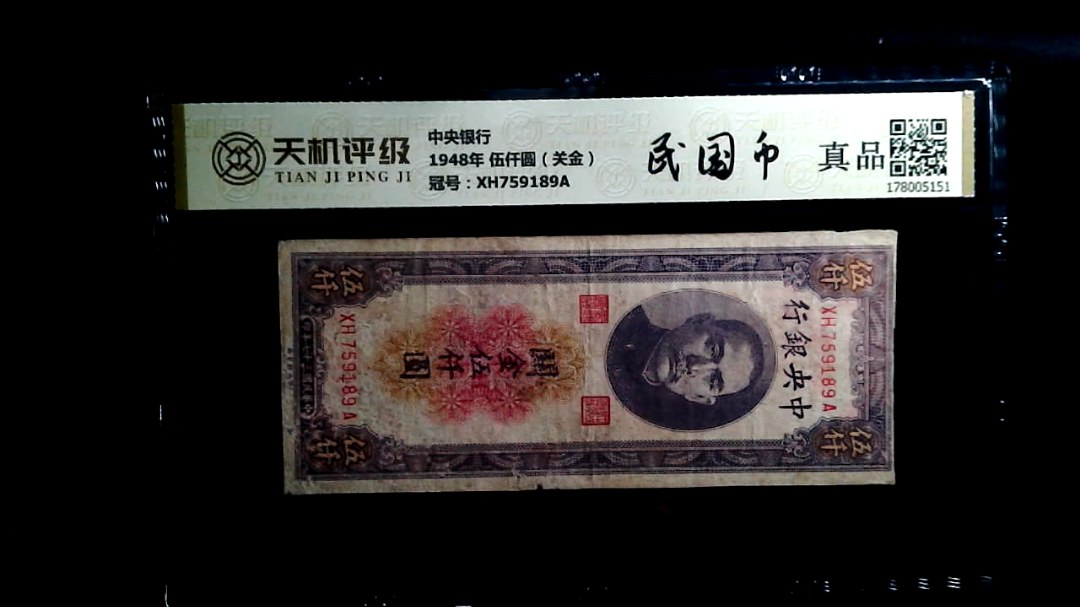 天机评级
TIAN JI PING JI
中央银行
1948年 伍仟圆（关金）
冠号：XH759189A
民国币
真品
178005151
行銀央中
XH759189A
XH759189A
關金伍仟圓
伍仟
伍仟
伍仟
伍仟